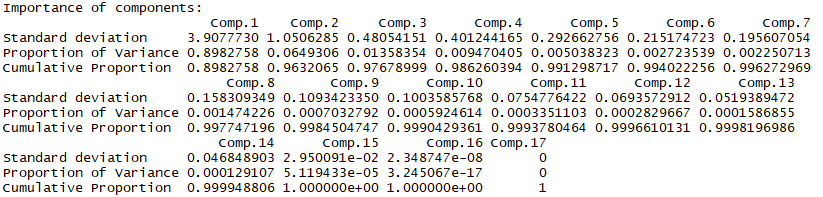 Importance of components:
                          Comp.1    Comp.2     Comp.3      Comp.4      Comp.5      Comp.6      Comp.7
Standard deviation     3.9077730 1.0506285 0.48054151 0.401244165 0.292662756 0.215174723 0.195607054
Proportion of Variance 0.8982758 0.0649306 0.01358354 0.009470405 0.005038323 0.002723539 0.002250713
Cumulative Proportion  0.8982758 0.9632065 0.97678999 0.986260394 0.991298717 0.994022256 0.996272969
                            Comp.8       Comp.9      Comp.10      Comp.11      Comp.12      Comp.13
Standard deviation     0.158309349 0.1093423350 0.1003585768 0.0754776422 0.0693572912 0.0519389472
Proportion of Variance 0.001474226 0.0007032792 0.0005924614 0.0003351103 0.0002829667 0.0001586855
Cumulative Proportion  0.997747196 0.9984504747 0.9990429361 0.9993780464 0.9996610131 0.9998196986
                           Comp.14      Comp.15      Comp.16 Comp.17
Standard deviation     0.046848903 2.950091e-02 2.348747e-08       0
Proportion of Variance 0.000129107 5.119433e-05 3.245067e-17       0
Cumulative Proportion  0.999948806 1.000000e+00 1.000000e+00       1